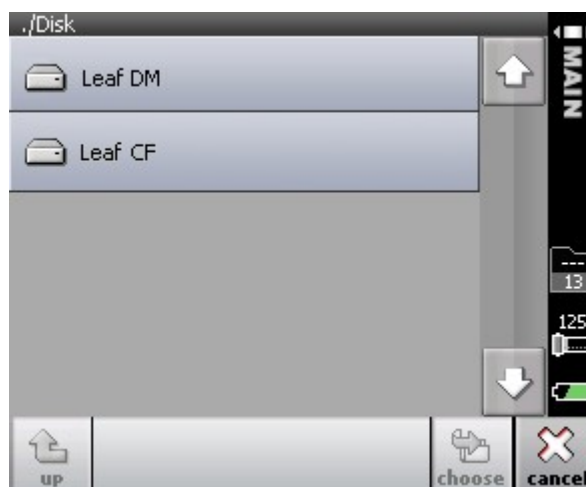 ./Disk
Leaf DM
Leaf CF
MAIN
---
13
125
up
choose
cancel